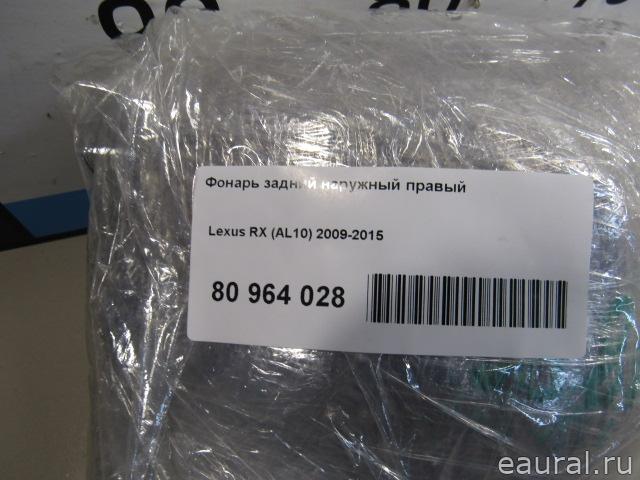 Фонарь задний наружный правый
Lexus RX (AL10) 2009-2015
80 964 028
eaural.ru